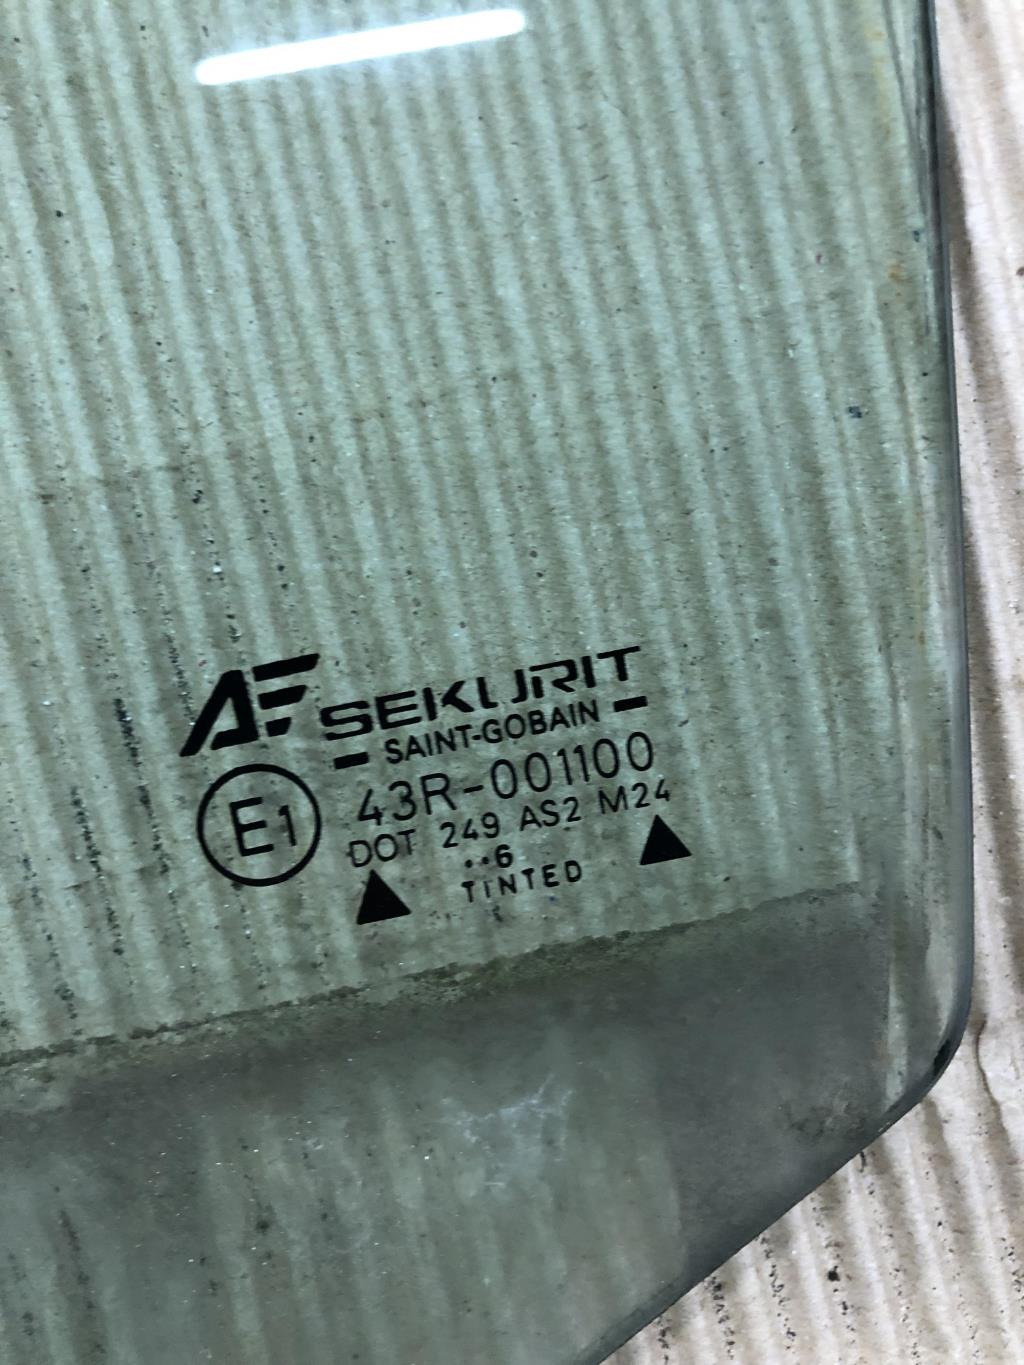 AF SEKURIT
SAINT-GOBAIN
E1 43R-001100
DOT 249 AS2 M24
..6
TINTED